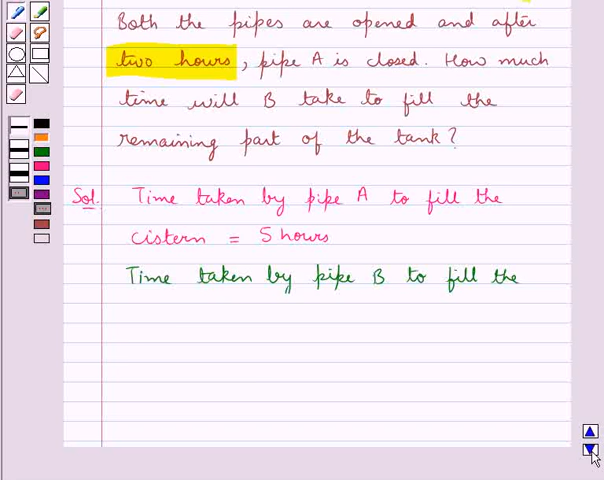 Both the pipes are opened and after
two hours, pipe A is closed. How much
time will B take to fill the
remaining part of the tank?
Sol. Time taken by pipe A to fill the
cistern = 5 hours
Time taken by pipe B to fill the